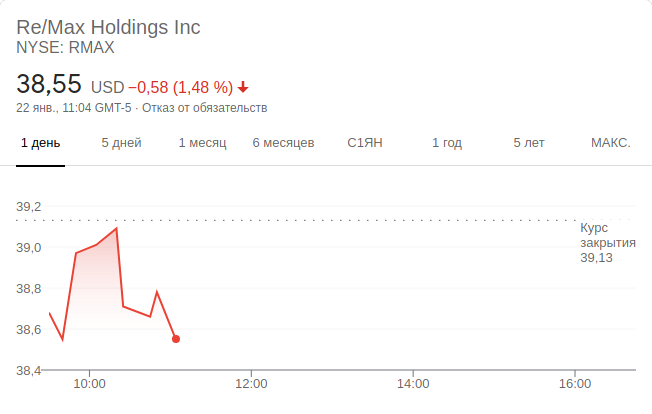 Re/Max Holdings Inc
NYSE: RMAX
38,55 USD −0,58 (1,48 %)
22 янв., 11:04 GMT-5 · Отказ от обязательств
1 день 5 дней 1 месяц 6 месяцев С1ЯН 1 год 5 лет МАКС.
39,2
39,0
38,8
38,6
38,4
Курс
закрытия
39,13
10:00 12:00 14:00 16:00